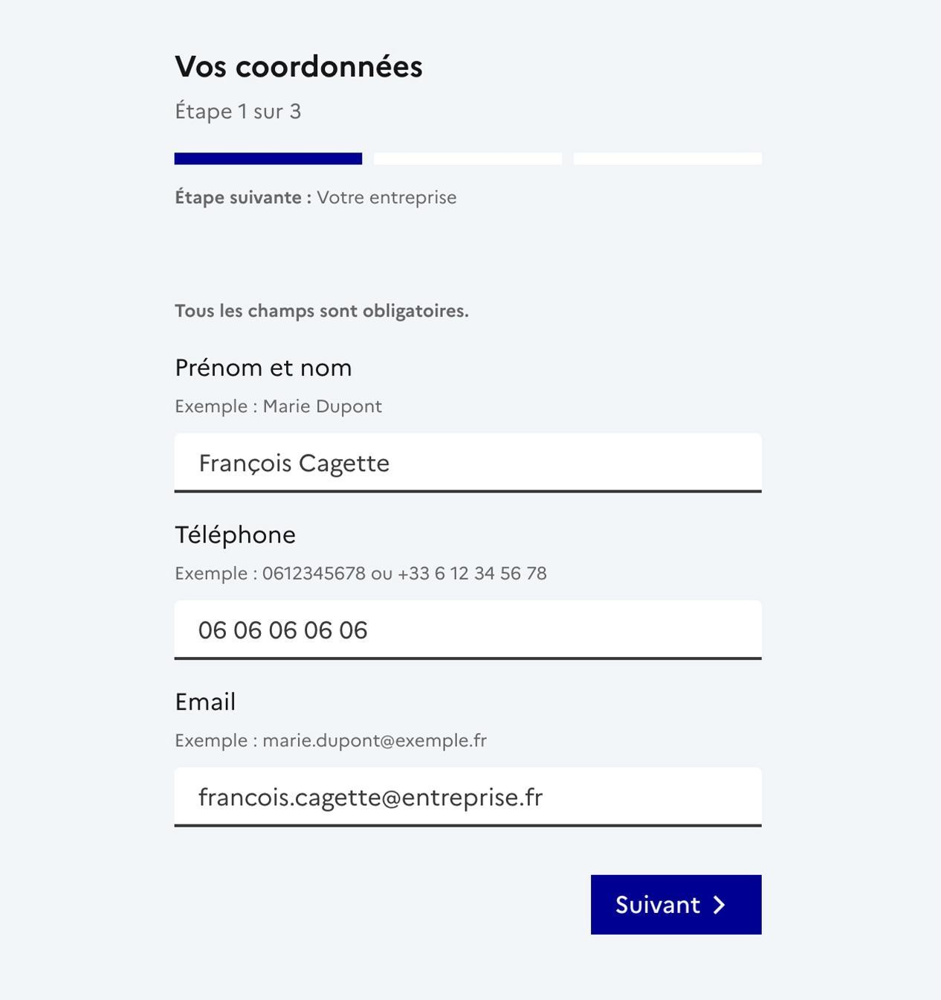 Vos coordonnées
Étape 1 sur 3
Étape suivante : Votre entreprise
Tous les champs sont obligatoires.
Prénom et nom
Exemple : Marie Dupont
François Cagette
Téléphone
Exemple : 0612345678 ou +33 6 12 34 56 78
06 06 06 06 06
Email
Exemple : marie.dupont@exemple.fr
francois.cagette@entreprise.fr
Suivant